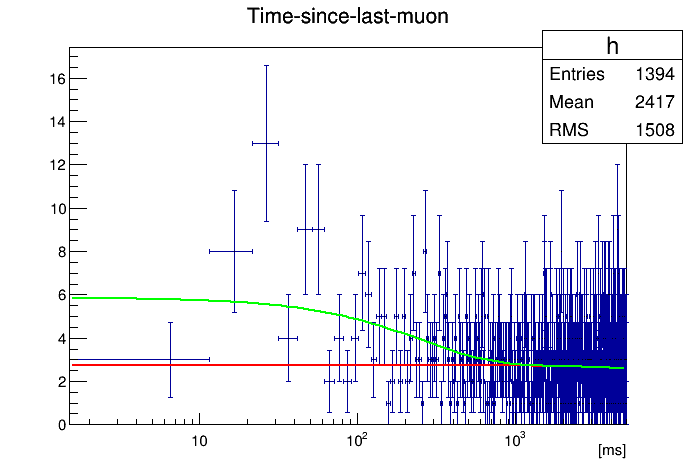 Time-since-last-muon
h
Entries 1394
Mean 2417
RMS 1508
16
14
12
10
8
6
4
2
0
10 10² 10³
[ms]